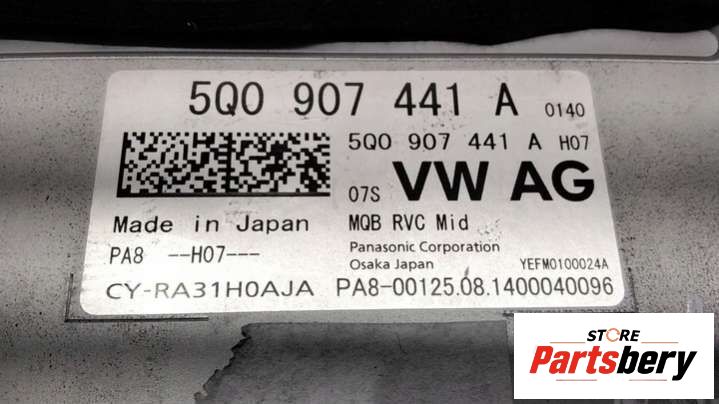 5Q0 907 441 A 0140
5Q0 907 441 A H07
07S VW AG
Made in Japan MQB RVC Mid
PA8 --H07--- Panasonic Corporation
Osaka Japan YEFM0100024A
CY-RA31H0AJA PA8-00125.08.1400040096
STORE
Partsbery